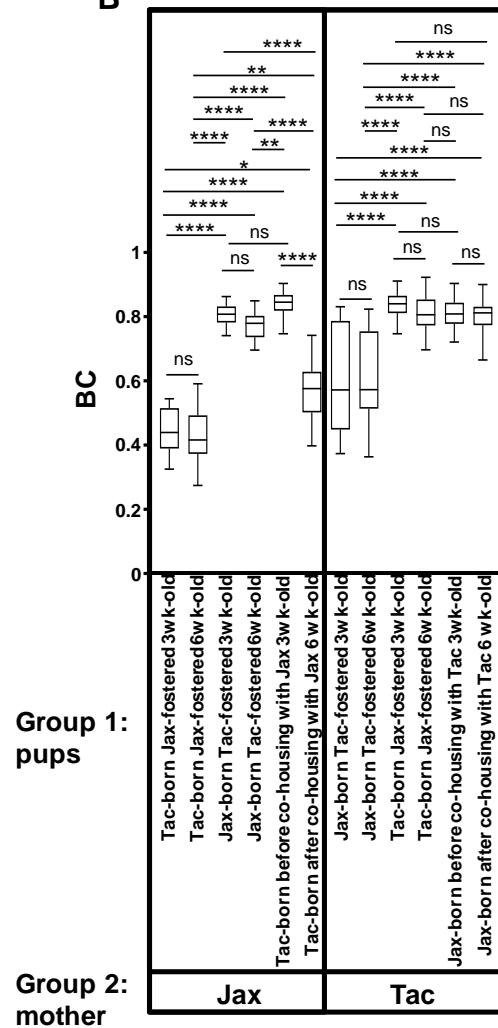 B
ns
****
ns
****
**
****
****
****
****
ns
****
****
****
**
****
ns
*
****
****
****
****
****
****
ns
****
ns
1
ns
****
ns
ns
ns
0.8
BC
0.6
ns
0.4
0.2
0
Tac-born Jax-fostered 3wk-old
Tac-born Jax-fostered 6wk-old
Jax-born Tac-fostered 3wk-old
Jax-born Tac-fostered 6wk-old
Tac-born before co-housing with Jax 3wk-old
Tac-born after co-housing with Jax 6 wk-old
Jax-born Tac-fostered 3wk-old
Jax-born Tac-fostered 6wk-old
Tac-born Jax-fostered 3wk-old
Tac-born Jax-fostered 6wk-old
Jax-born before co-housing with Tac 3wk-old
Jax-born after co-housing with Tac 6 wk-old
Group 1:
pups
Group 2:
mother
Jax
Tac